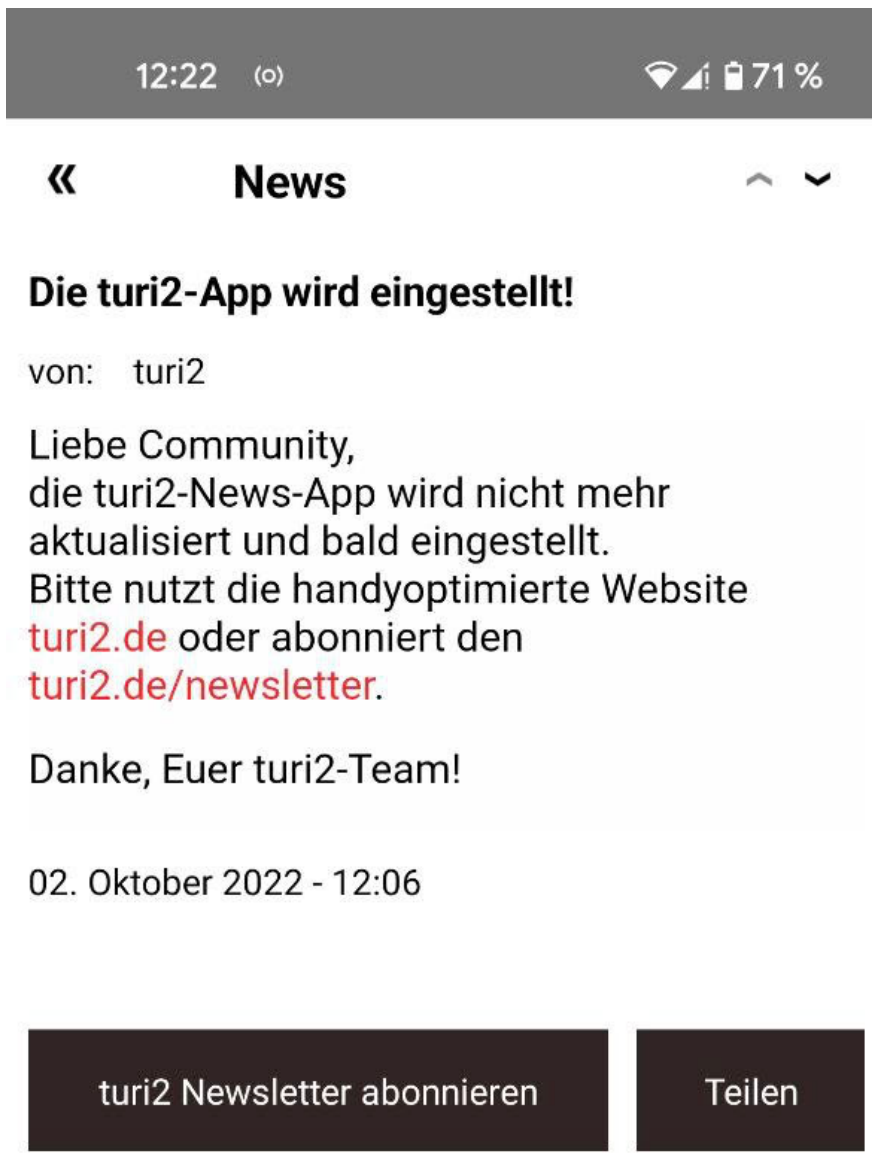 12:22 71 %
« News
Die turi2-App wird eingestellt!
von: turi2
Liebe Community,
die turi2-News-App wird nicht mehr
aktualisiert und bald eingestellt.
Bitte nutzt die handyoptimierte Website
turi2.de oder abonniert den
turi2.de/newsletter.
Danke, Euer turi2-Team!
02. Oktober 2022 - 12:06
turi2 Newsletter abonnieren Teilen